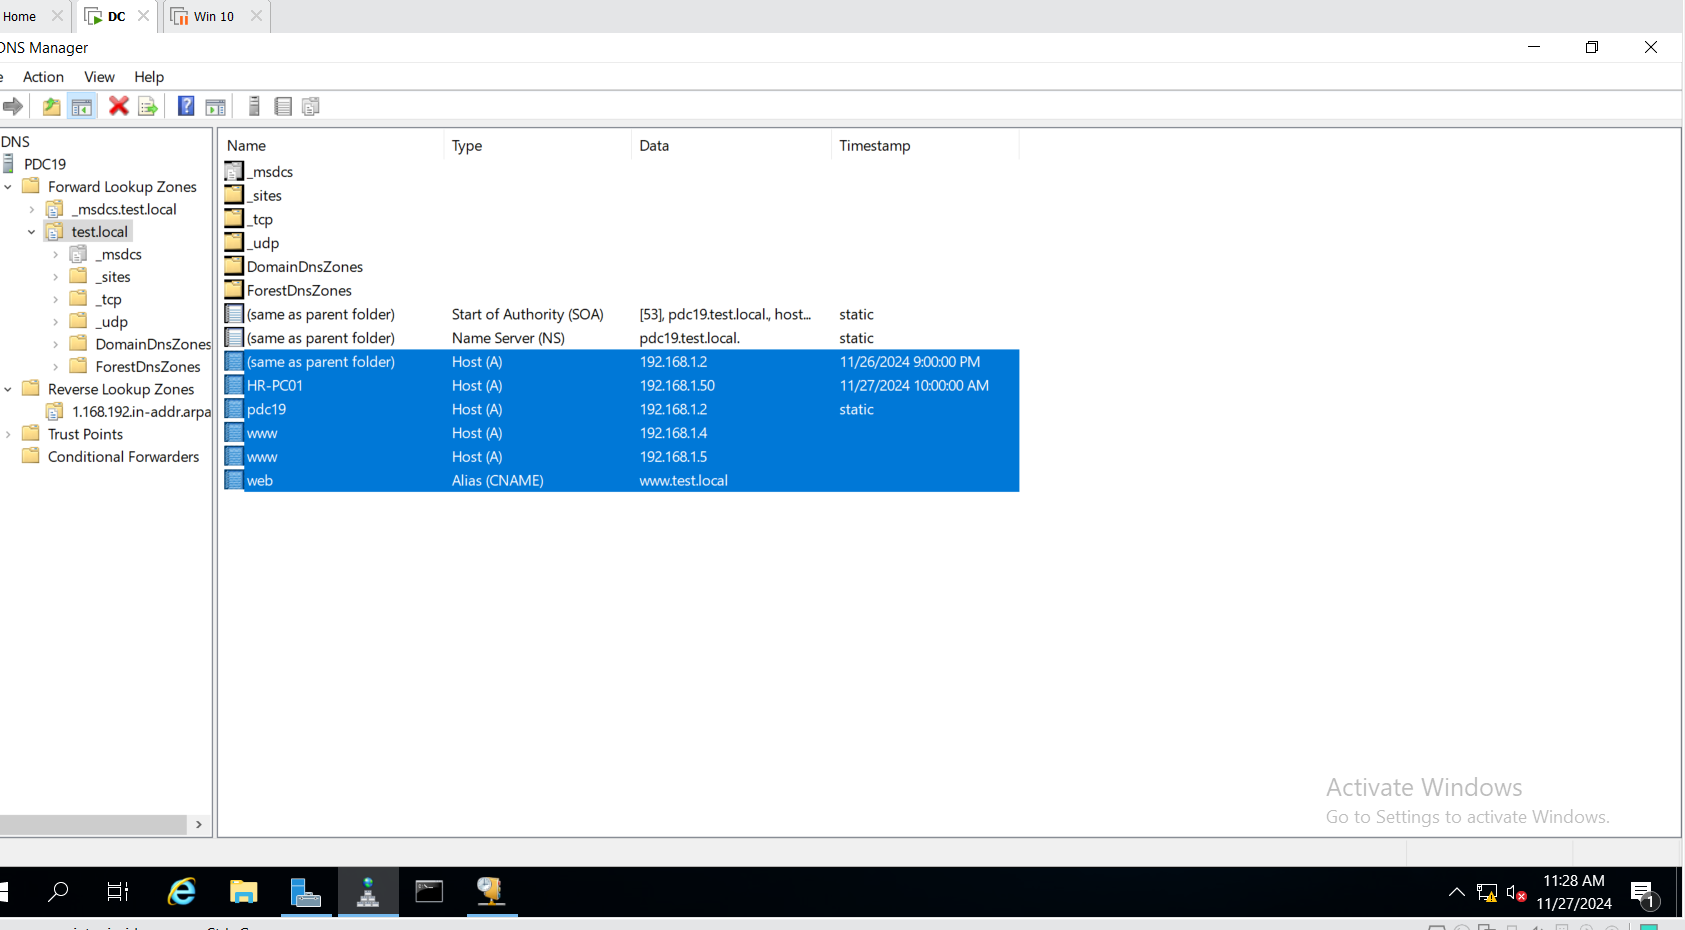 Home
DC
Win 10
DNS Manager
Action View Help
DNS
PDC19
Forward Lookup Zones
_msdcs.test.local
test.local
_msdcs
_sites
_tcp
_udp
DomainDnsZones
ForestDnsZones
Reverse Lookup Zones
1.168.192.in-addr.arpa
Trust Points
Conditional Forwarders
Name Type Data Timestamp
_msdcs
_sites
_tcp
_udp
DomainDnsZones
ForestDnsZones
(same as parent folder) Start of Authority (SOA) [53], pdc19.test.local., host... static
(same as parent folder) Name Server (NS) pdc19.test.local. static
(same as parent folder) Host (A) 192.168.1.2 11/26/2024 9:00:00 PM
HR-PC01 Host (A) 192.168.1.50 11/27/2024 10:00:00 AM
pdc19 Host (A) 192.168.1.2 static
www Host (A) 192.168.1.4
www Host (A) 192.168.1.5
web Alias (CNAME) www.test.local
Activate Windows
Go to Settings to activate Windows.
11:28 AM
11/27/2024
1